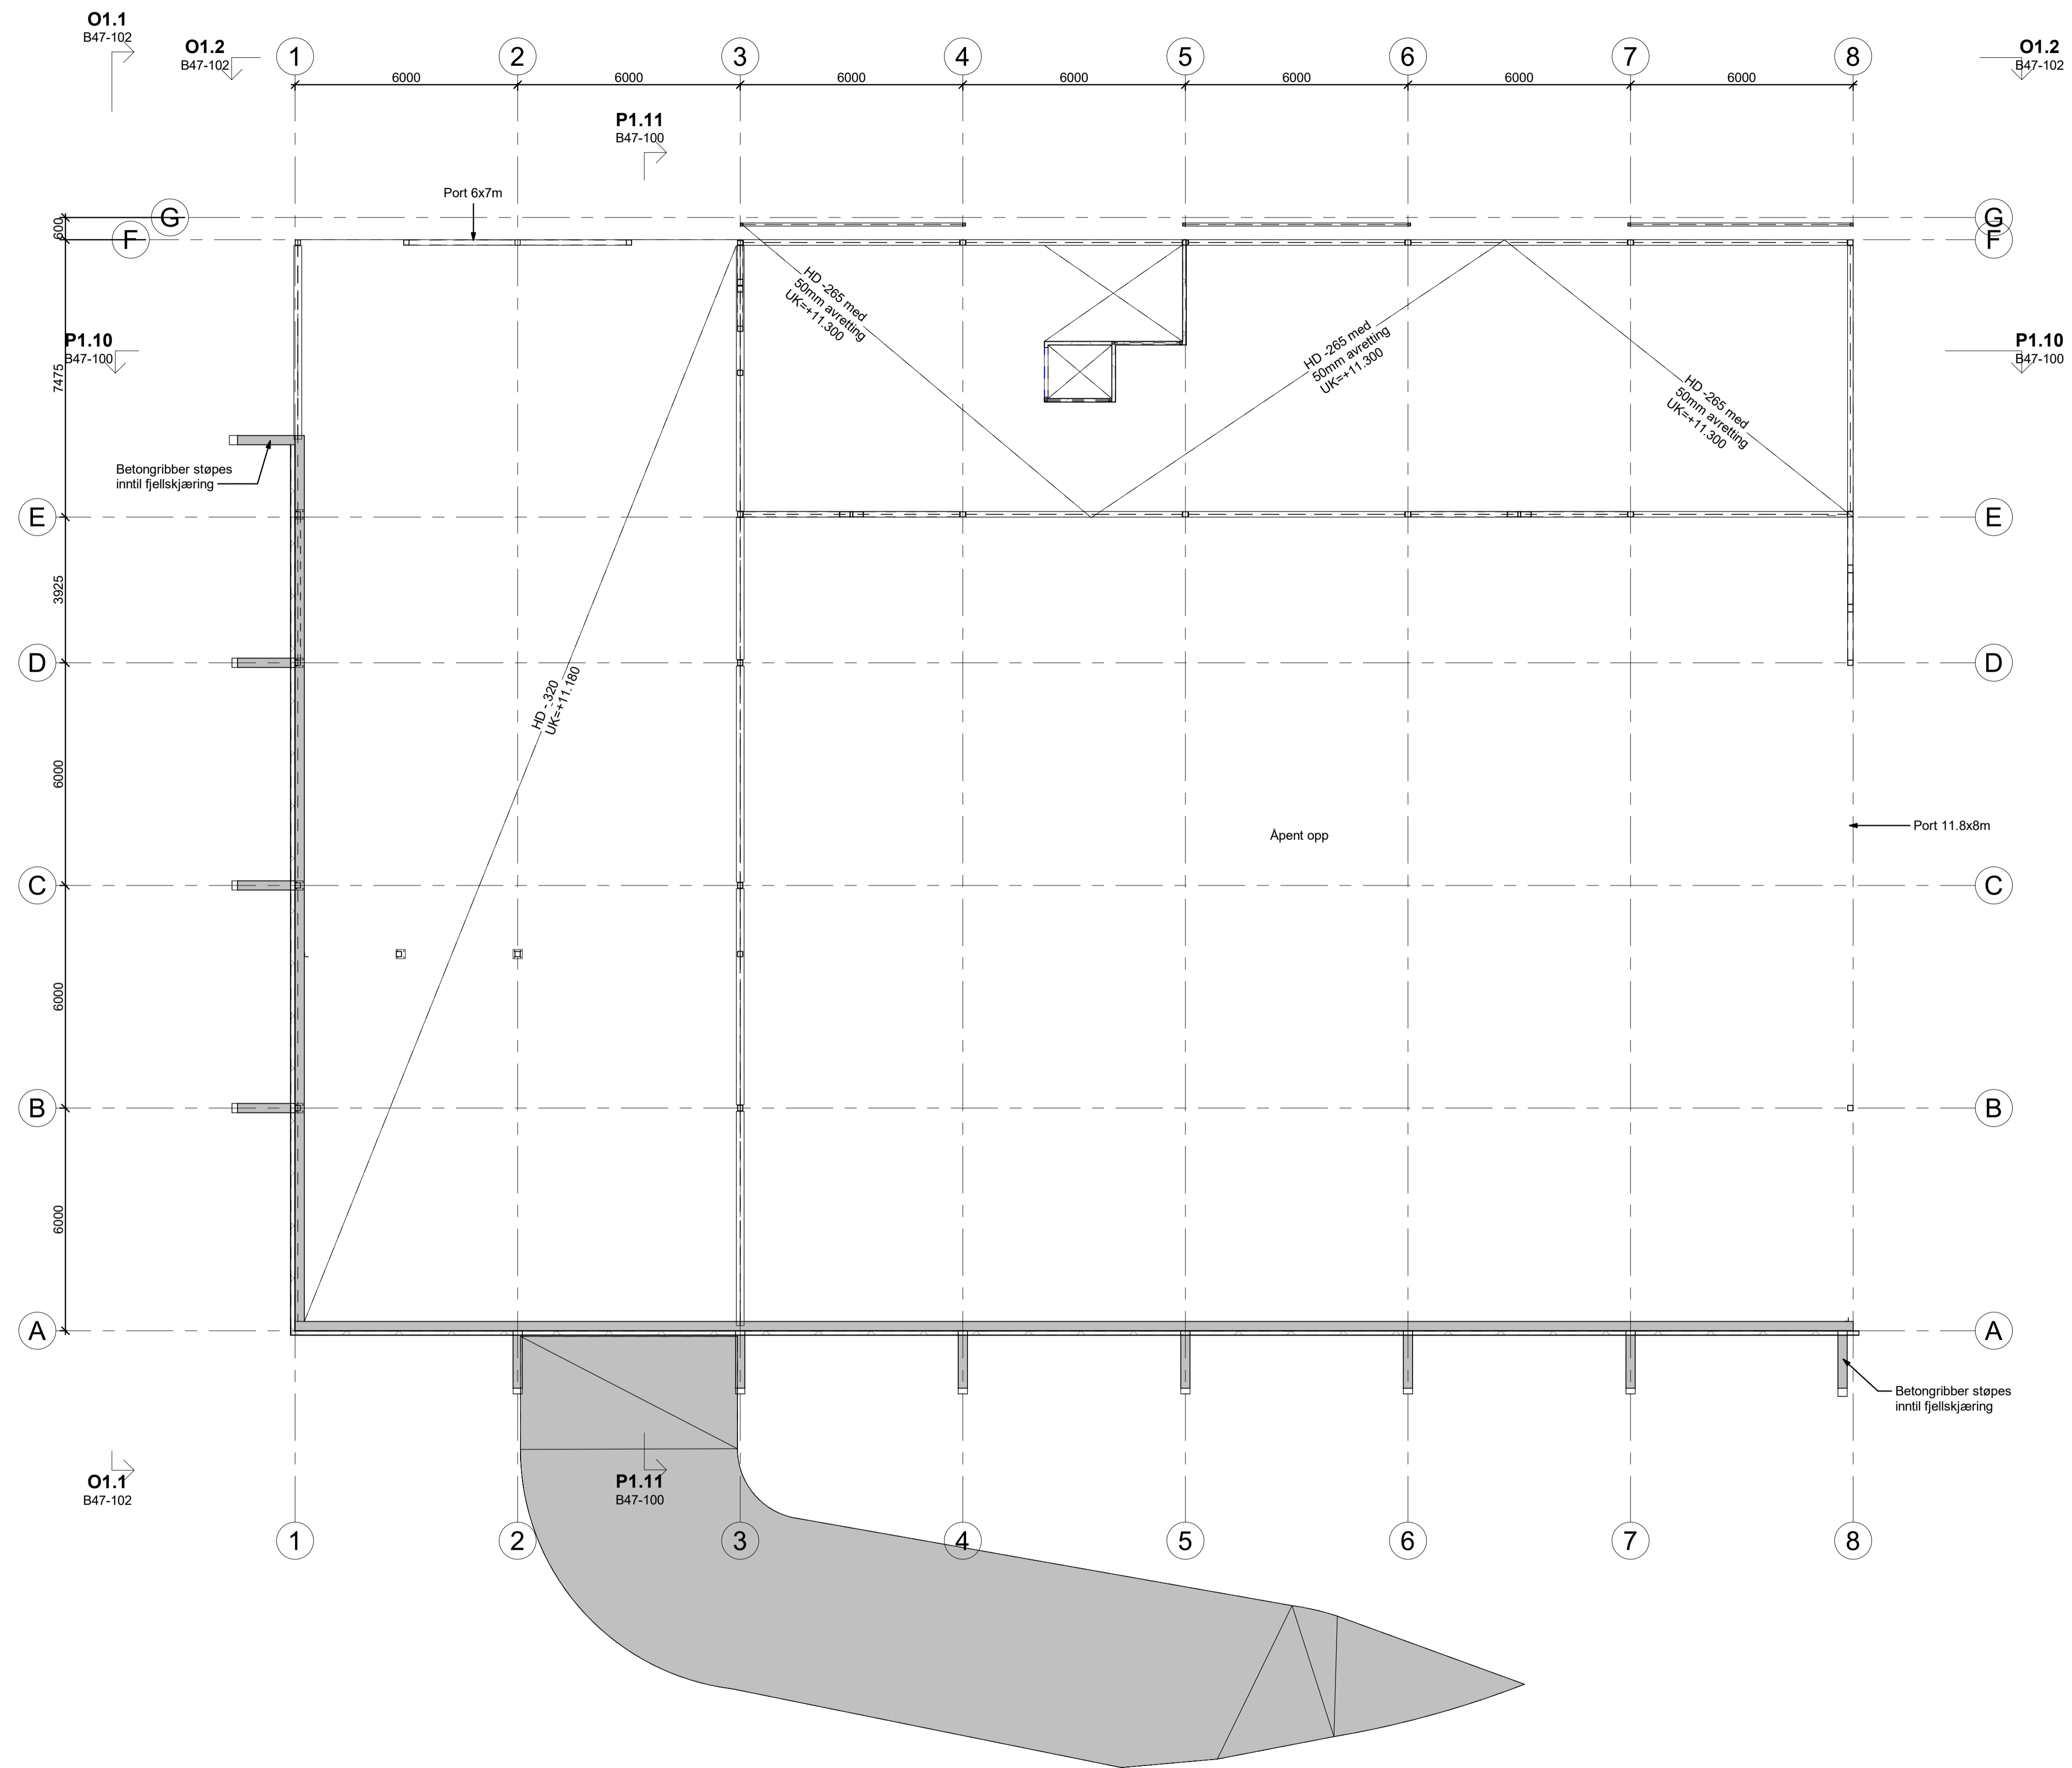 O1.1
B47-102
O1.2
B47-102
1
2
3
4
5
6
7
8
O1.2
B47-102
6000
6000
6000
6000
6000
6000
6000
P1.11
B47-100
Port 6x7m
G
G
600
F
F
HD -265 med
50mm avretting
UK=+11.300
HD -265 med
50mm avretting
UK=+11.300
HD -265 med
50mm avretting
UK=+11.300
P1.10
B47-100
P1.10
B47-100
7475
Betongribber støpes
inntil fjellskjæring
E
E
3925
D
D
HD - 320
UK=+11.180
6000
Åpent opp
Port 11.8x8m
C
C
6000
B
B
6000
A
A
Betongribber støpes
inntil fjellskjæring
O1.1
B47-102
P1.11
B47-100
1
2
3
4
5
6
7
8